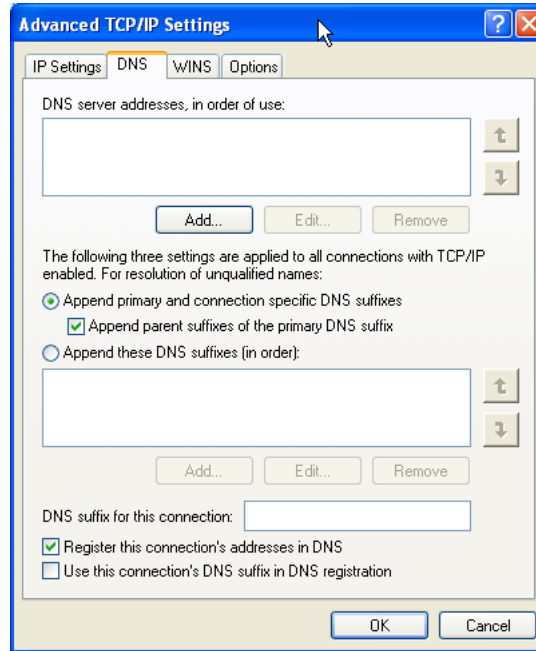 Advanced TCP/IP Settings
IP Settings DNS WINS Options
DNS server addresses, in order of use:
Add... Edit... Remove
The following three settings are applied to all connections with TCP/IP
enabled. For resolution of unqualified names:
Append primary and connection specific DNS suffixes
Append parent suffixes of the primary DNS suffix
Append these DNS suffixes (in order):
Add... Edit... Remove
DNS suffix for this connection:
Register this connection's addresses in DNS
Use this connection's DNS suffix in DNS registration
OK Cancel